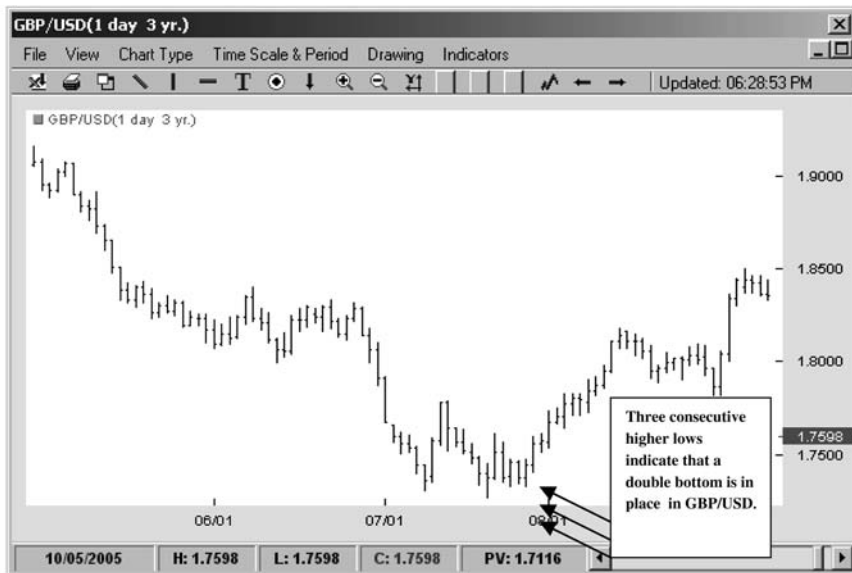 GBP/USD(1 day 3 yr.)
File View Chart Type Time Scale & Period Drawing Indicators
T Updated: 06:28:53 PM
GBP/USD(1 day 3 yr.)
1.9000
1.8500
1.8000
1.7598
1.7500
Three consecutive
higher lows
indicate that a
double bottom is in
place in GBP/USD.
06/01 07/01 08/01
10/05/2005 H: 1.7598 L: 1.7598 C: 1.7598 PV: 1.7116